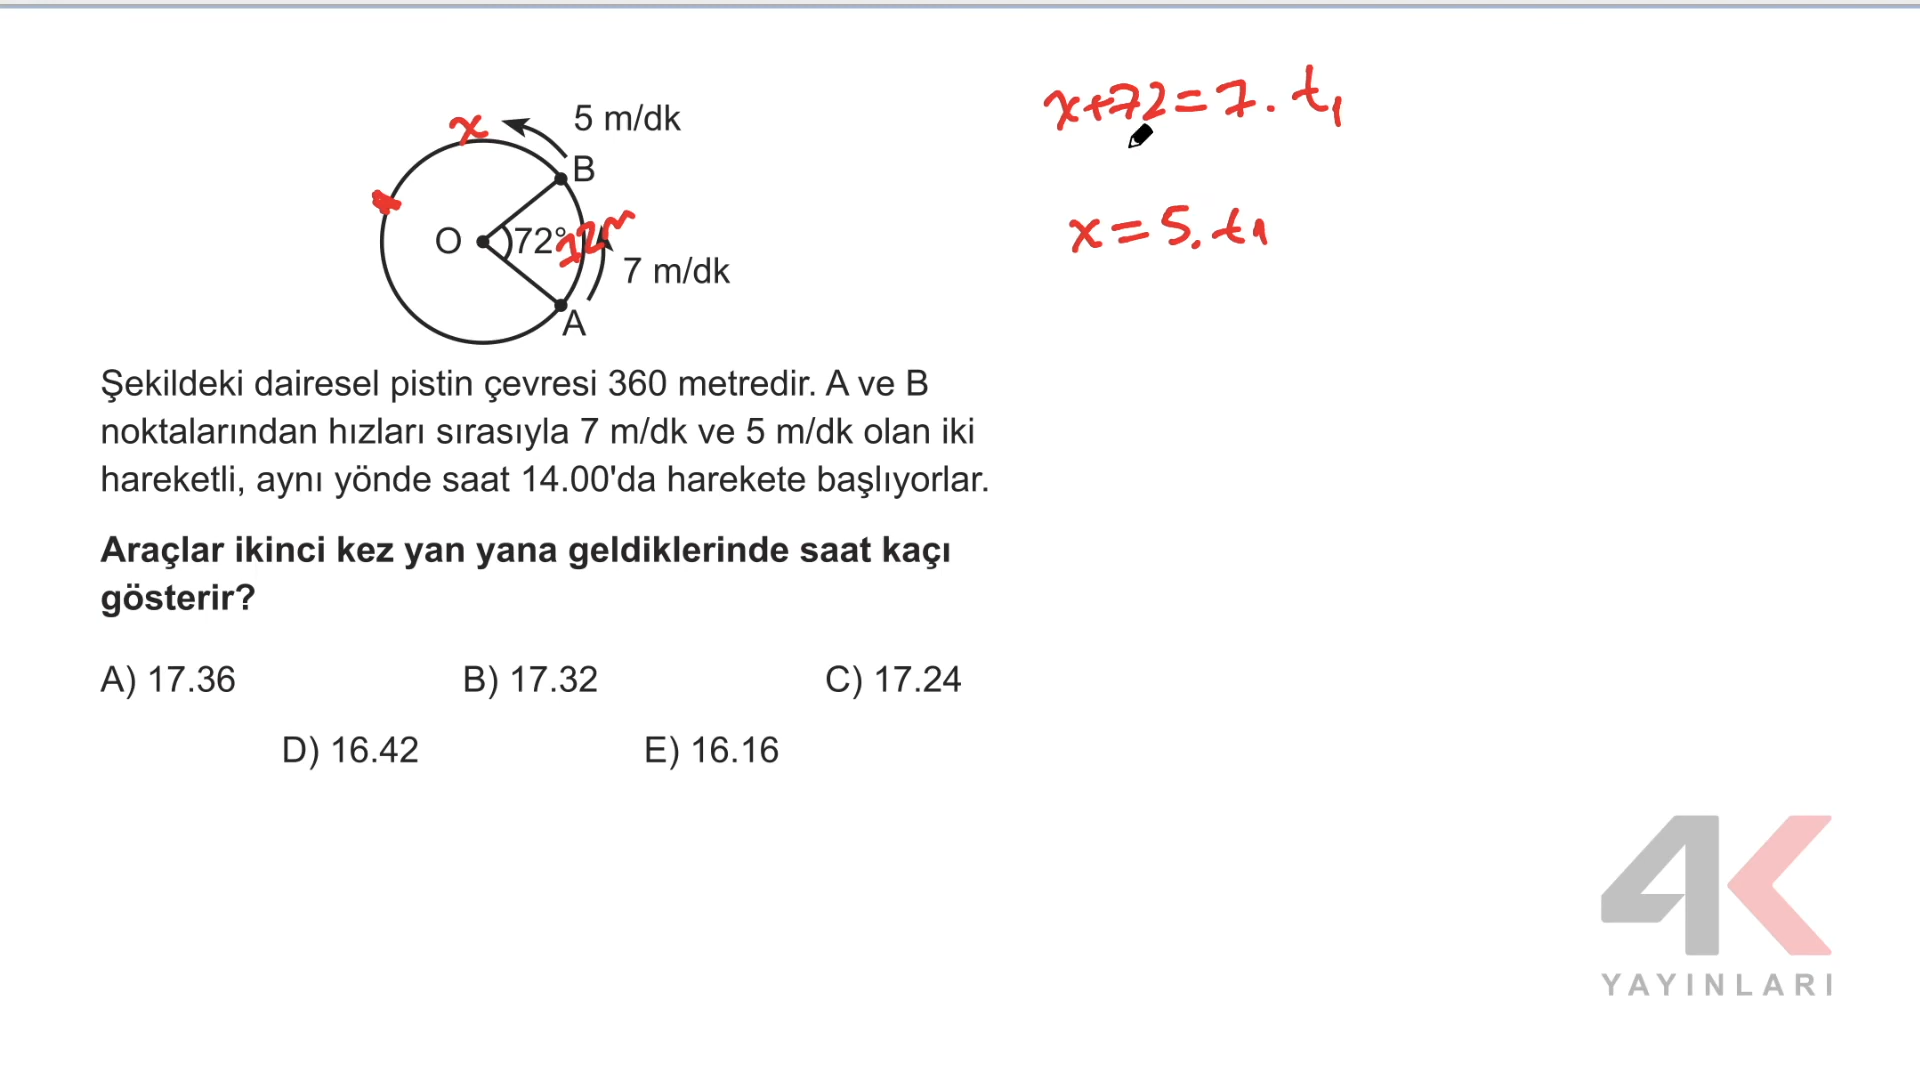 x+72=7.t₁
x
5 m/dk
B
x=5.t1
O
72°
72m
7 m/dk
A
Şekildeki dairesel pistin çevresi 360 metredir. A ve B
noktalarından hızları sırasıyla 7 m/dk ve 5 m/dk olan iki
hareketli, aynı yönde saat 14.00'da harekete başlıyorlar.
Araçlar ikinci kez yan yana geldiklerinde saat kaçı
gösterir?
A) 17.36 B) 17.32 C) 17.24
D) 16.42 E) 16.16
4K
YAYINLARI